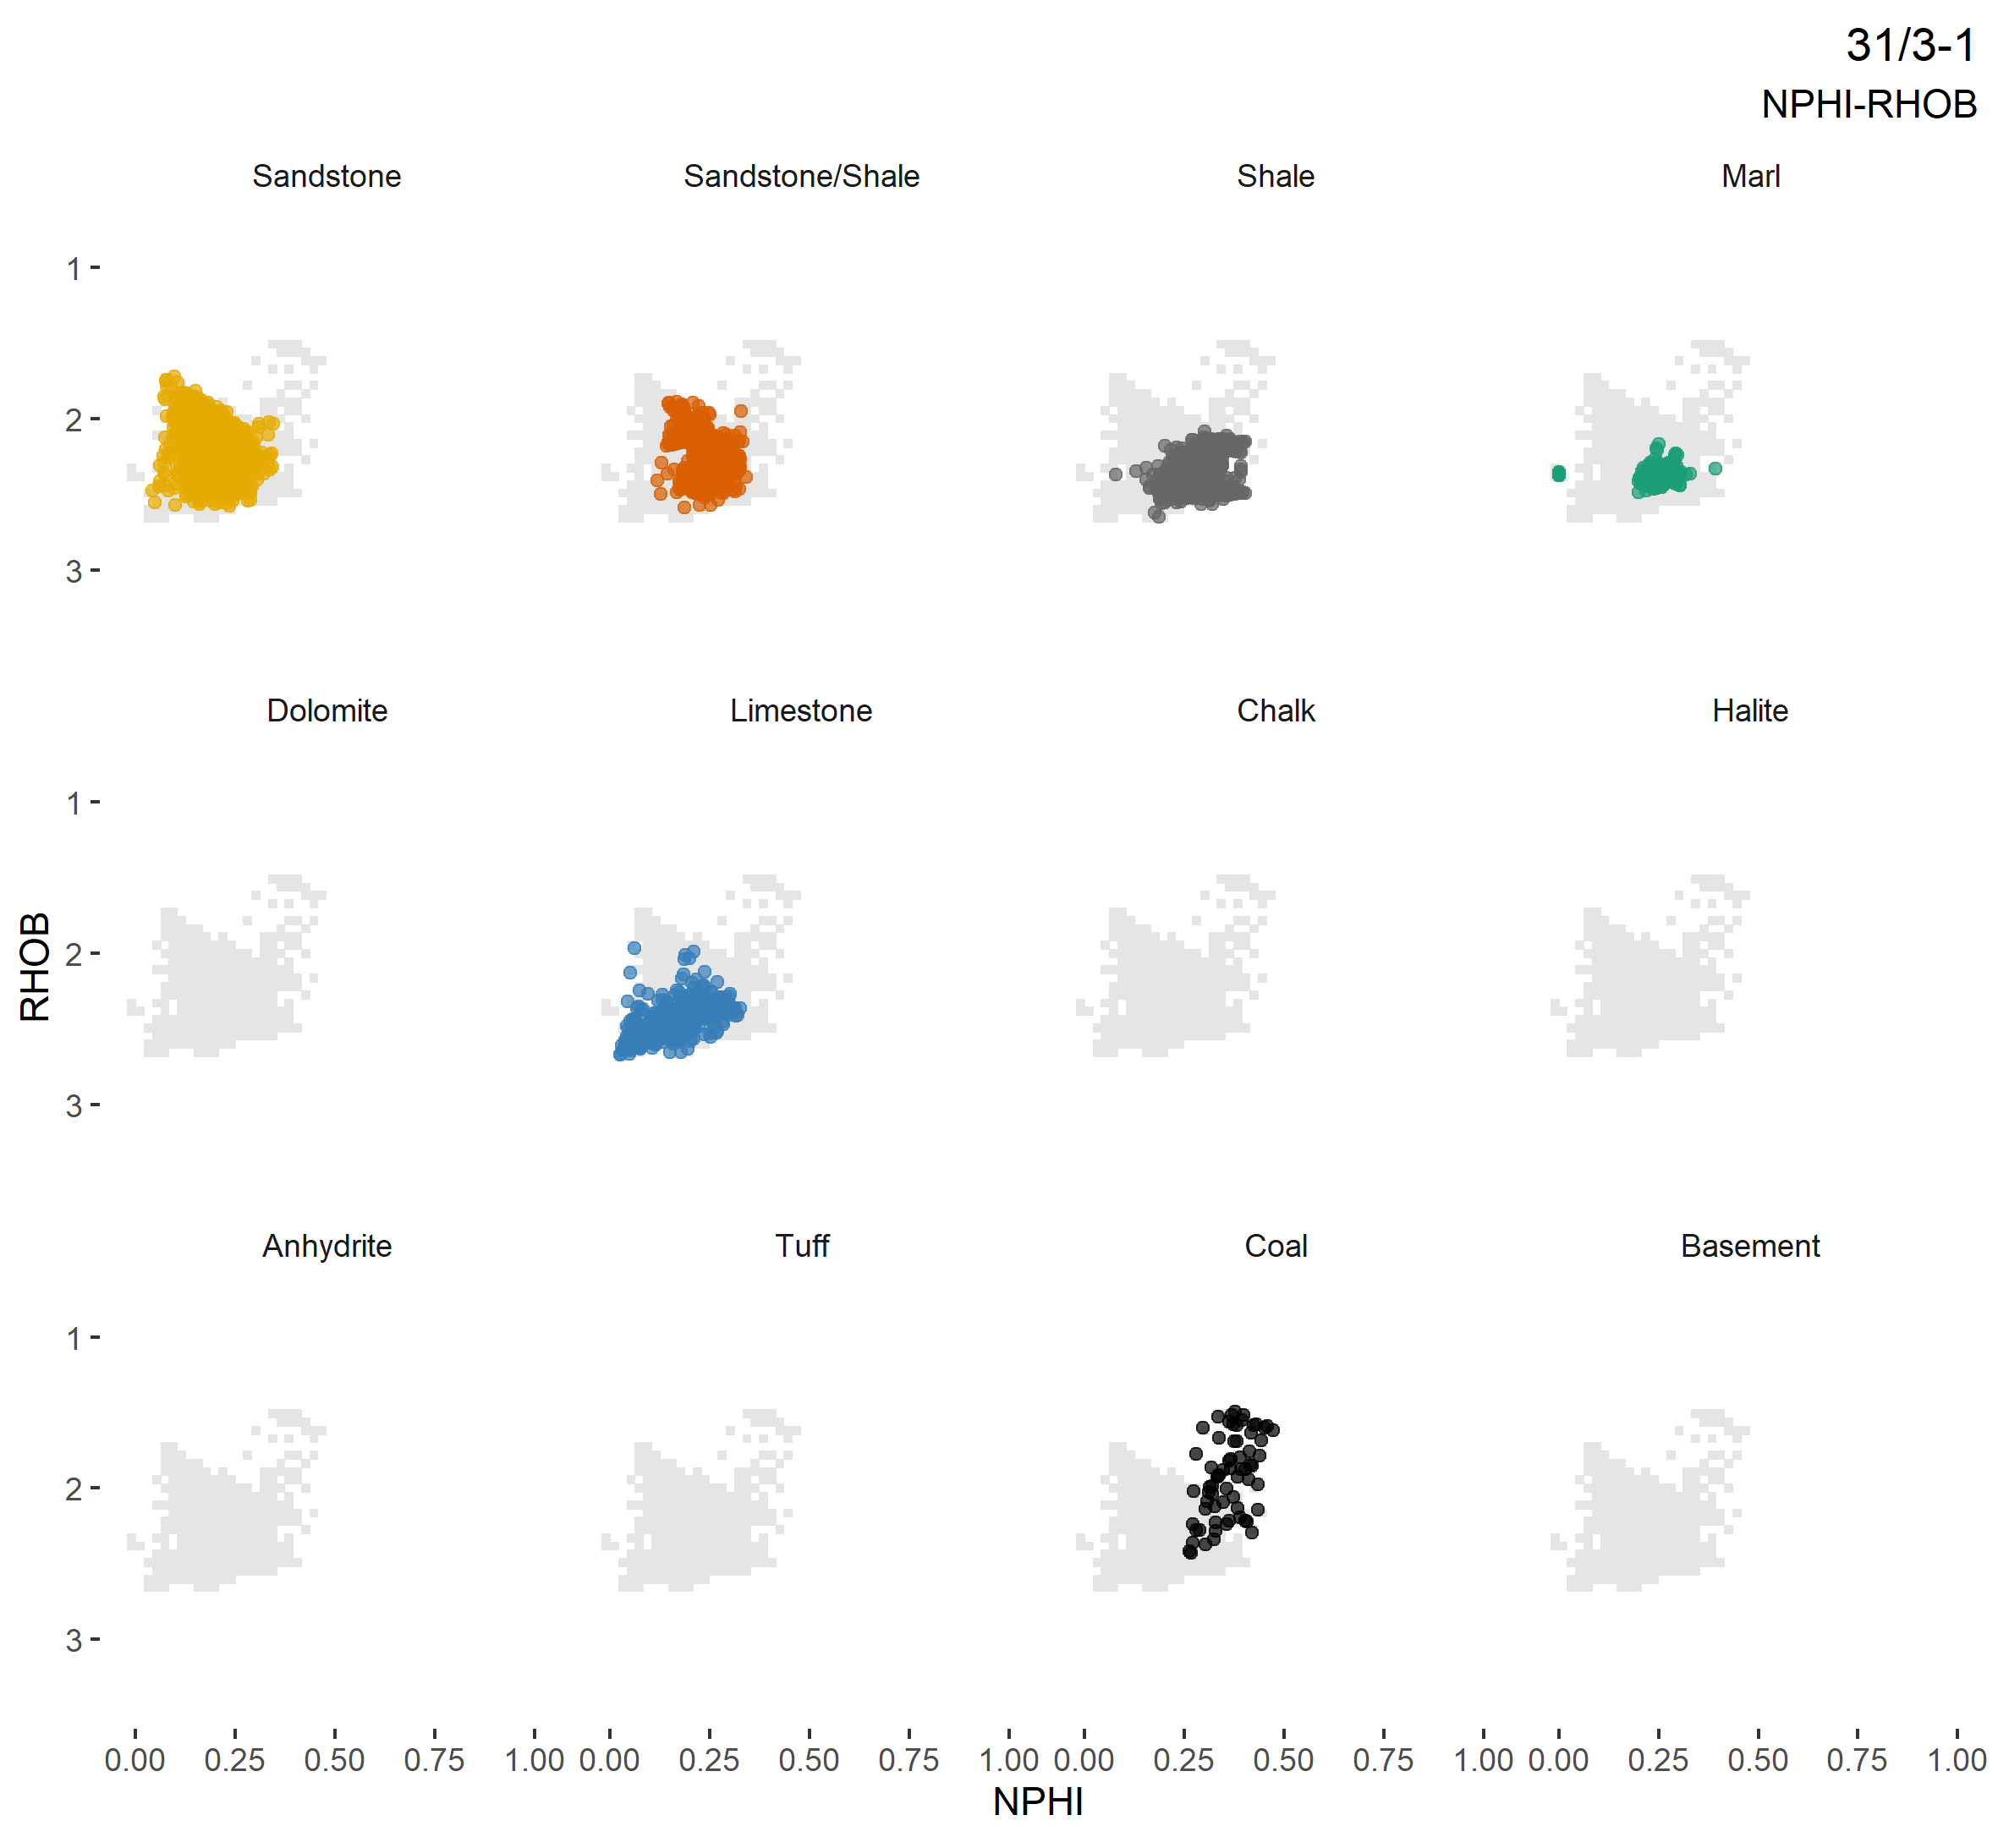 31/3-1
NPHI-RHOB
Sandstone
Sandstone/Shale
Shale
Marl
1
2
3
Dolomite
Limestone
Chalk
Halite
1
2
3
RHOB
Anhydrite
Tuff
Coal
Basement
1
2
3
0.00 0.25 0.50 0.75 1.00 0.00 0.25 0.50 0.75 1.00 0.00 0.25 0.50 0.75 1.00 0.00 0.25 0.50 0.75 1.00
NPHI